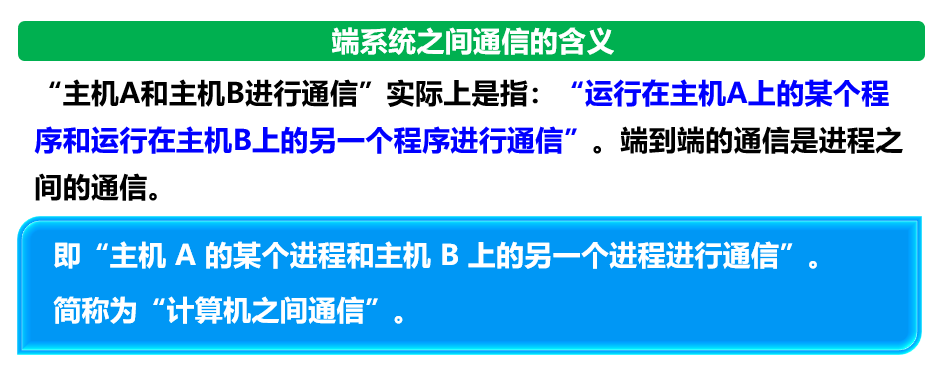 端系统之间通信的含义
“主机A和主机B进行通信”实际上是指：“运行在主机A上的某个程
序和运行在主机B上的另一个程序进行通信”。端到端的通信是进程之
间的通信。
即“主机 A 的某个进程和主机 B 上的另一个进程进行通信”。
简称为“计算机之间通信”。